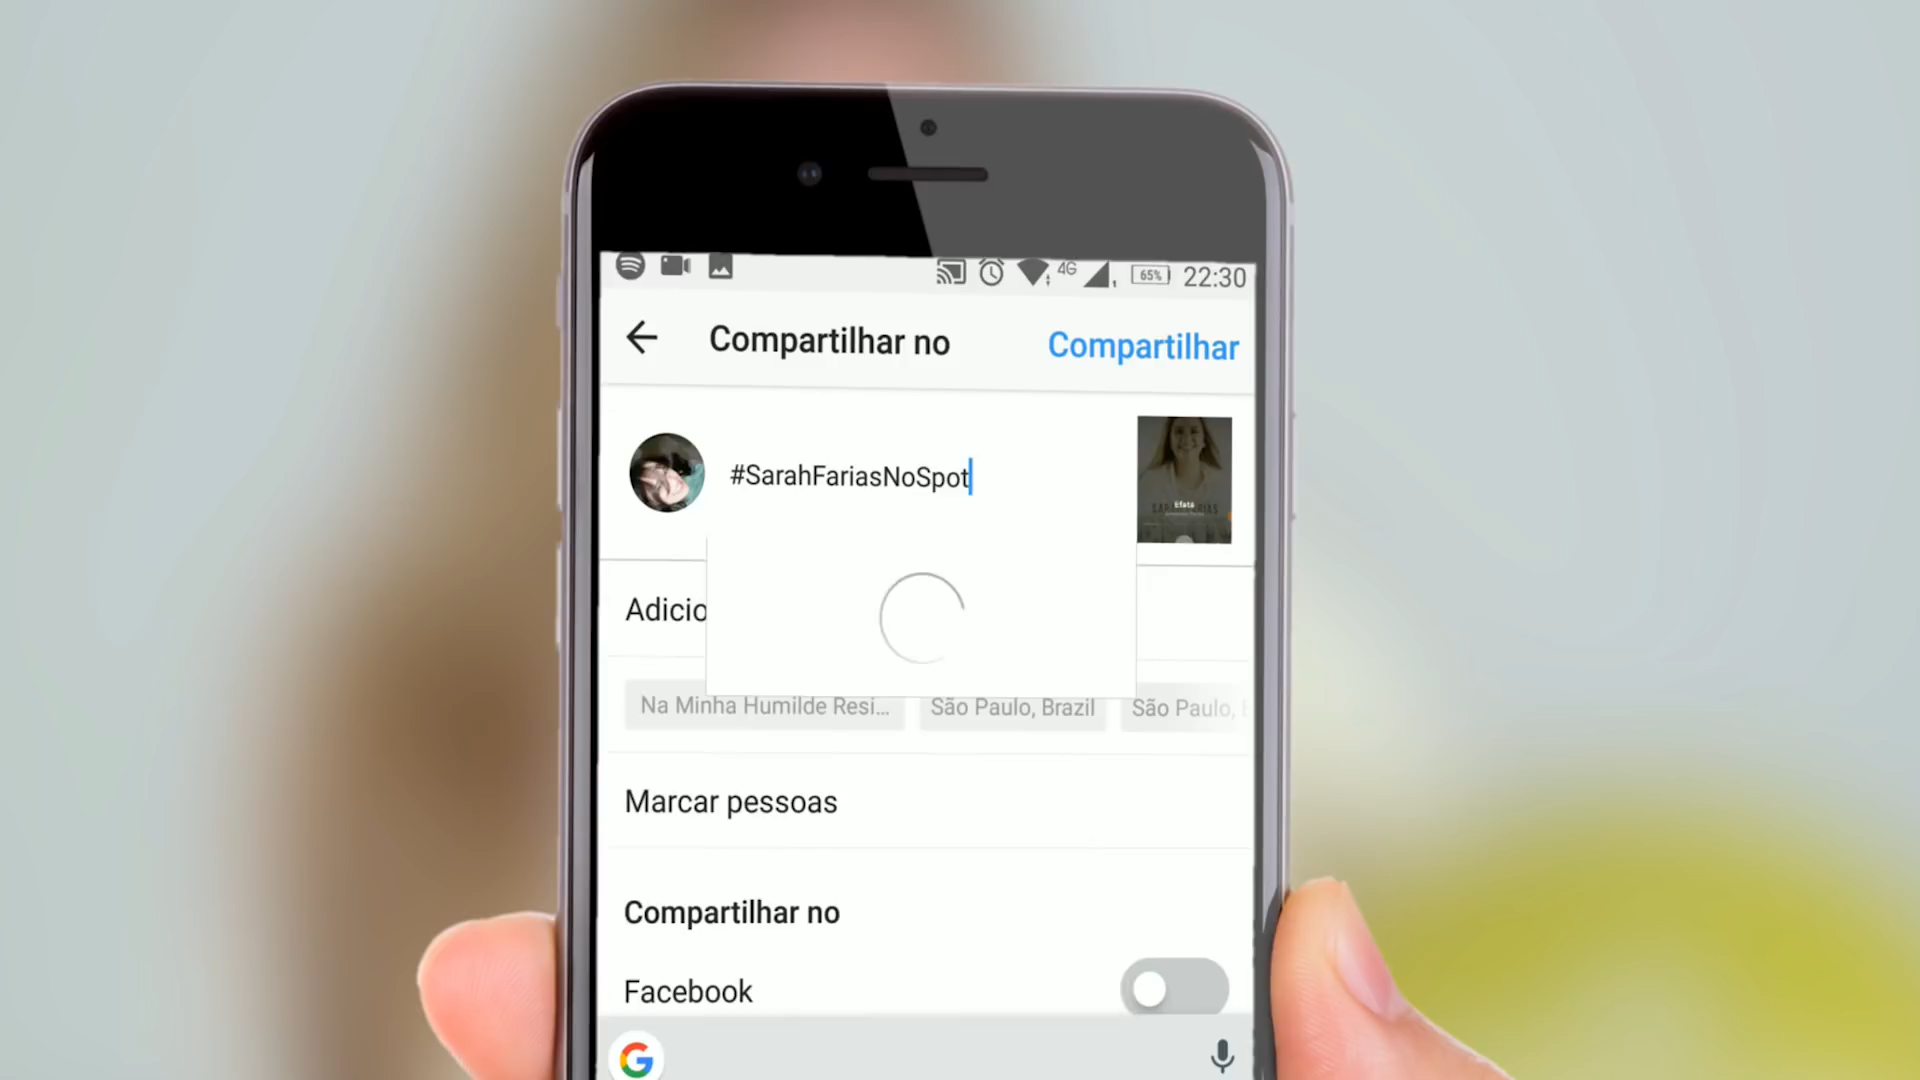 4G 65% 22:30
Compartilhar no Compartilhar
#SarahFariasNoSpot
Efatá
Adicio
Na Minha Humilde Resi... São Paulo, Brazil São Paulo,
Marcar pessoas
Compartilhar no
Facebook
G